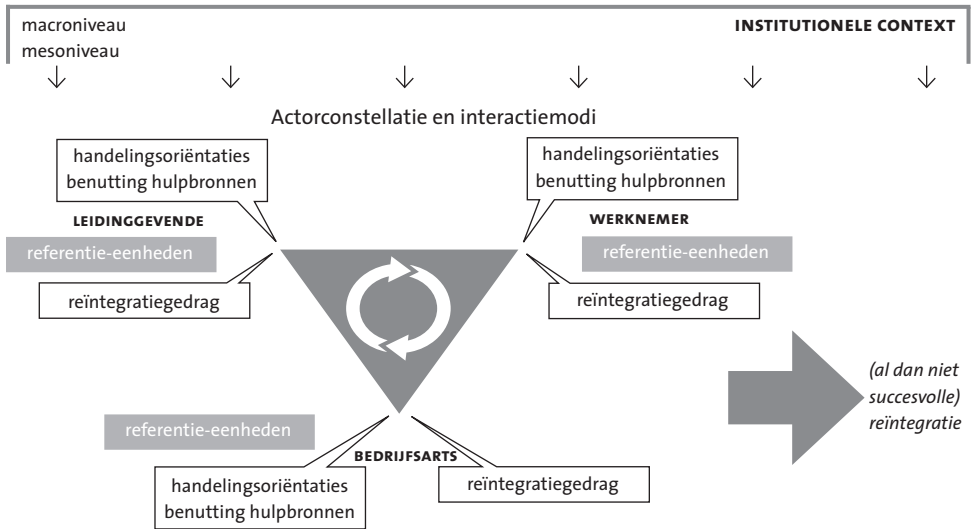 macroniveau
INSTITUTIONELE CONTEXT
mesoniveau
Actorconstellatie en interactiemodi
handelingsoriëntaties
benutting hulpbronnen
handelingsoriëntaties
benutting hulpbronnen
LEIDINGGEVENDE
WERKNEMER
referentie-eenheden
referentie-eenheden
reïntegratiegedrag
reïntegratiegedrag
(al dan niet
succesvolle)
reïntegratie
referentie-eenheden
BEDRIJFSARTS
handelingsoriëntaties
benutting hulpbronnen
reïntegratiegedrag